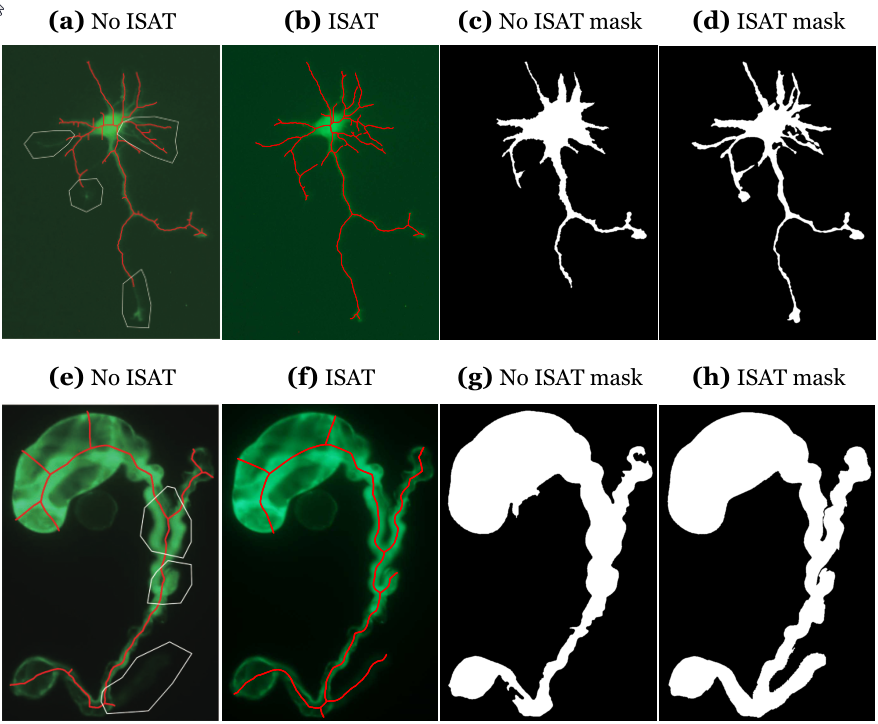 (a) No ISAT
(b) ISAT
(c) No ISAT mask
(d) ISAT mask
(e) No ISAT
(f) ISAT
(g) No ISAT mask
(h) ISAT mask